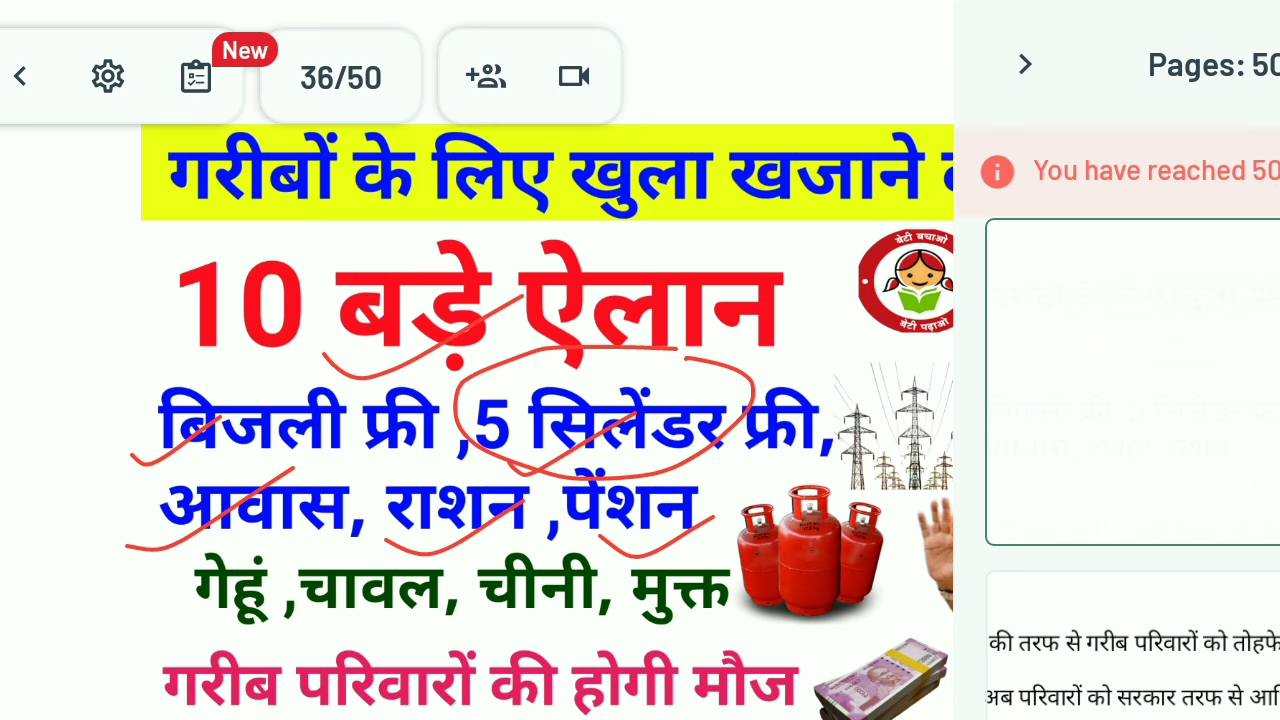 New
36/50
Pages: 50
You have reached 50
गरीबों के लिए खुला खजाने
10 बड़े ऐलान
बेटी बचाओ
बेटी पढ़ाओ
बिजली फ्री ,5 सिलेंडर फ्री,
आवास, राशन ,पेंशन
गेहूं ,चावल, चीनी, मुक्त
गरीब परिवारों की होगी मौज
की तरफ से गरीब परिवारों को तोहफे
अब परिवारों को सरकार तरफ से